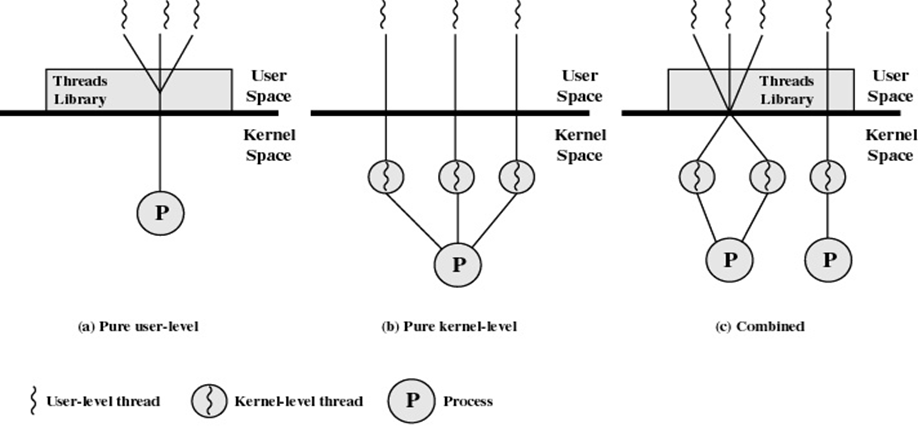 Threads
Library
User
Space
Kernel
Space
P
(a) Pure user-level
User
Space
Kernel
Space
P
(b) Pure kernel-level
Threads
Library
User
Space
Kernel
Space
P
P
(c) Combined
User-level thread
Kernel-level thread
P
Process